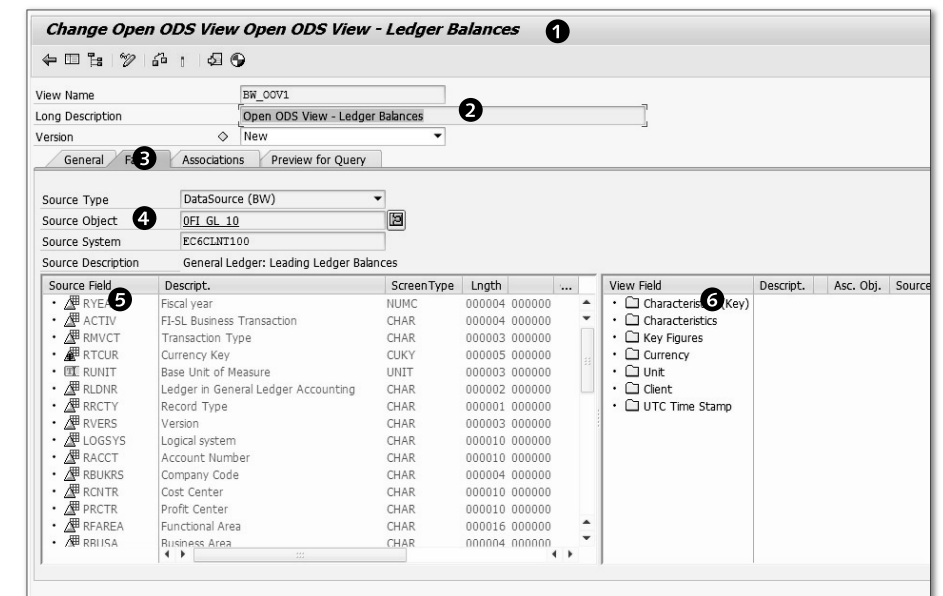 Change Open ODS View Open ODS View - Ledger Balances 1
View Name BW_OOV1
Long Description Open ODS View - Ledger Balances 2
Version New
General 3 Associations Preview for Query
Source Type DataSource (BW)
Source Object 4 0FI_GL_10
Source System EC6CLNT100
Source Description General Ledger: Leading Ledger Balances
Source Field Descript. ScreenType Lngth ... View Field Descript. Asc. Obj. Source
5 Fiscal year NUMC 000004 000000 6 (Key)
ACTIV FI-SL Business Transaction CHAR 000004 000000 Characteristics
RMVCT Transaction Type CHAR 000003 000000 Key Figures
RTCUR Currency Key CUKY 000005 000000 Currency
RUNIT Base Unit of Measure UNIT 000003 000000 Unit
RLDNR Ledger in General Ledger Accounting CHAR 000002 000000 Client
RRCTY Record Type CHAR 000001 000000 UTC Time Stamp
RVERS Version CHAR 000003 000000
LOGSYS Logical system CHAR 000010 000000
RACCT Account Number CHAR 000010 000000
RBUKRS Company Code CHAR 000004 000000
RCNTR Cost Center CHAR 000010 000000
PRCTR Profit Center CHAR 000010 000000
RFAREA Functional Area CHAR 000016 000000
RBUSA Business Area CHAR 000004 000000